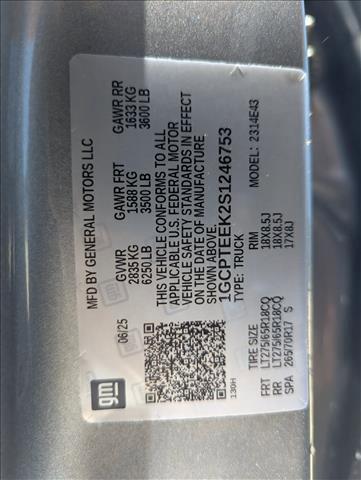 MFD BY GENERAL MOTORS LLC
06/25
GVWR
2835 KG
6250 LB
GAWR FRT
1588 KG
3500 LB
GAWR RR
1633 KG
3600 LB
THIS VEHICLE CONFORMS TO ALL
APPLICABLE U.S. FEDERAL MOTOR
VEHICLE SAFETY STANDARDS IN EFFECT
ON THE DATE OF MANUFACTURE
SHOWN ABOVE.
1GCPTEEK2S1246753
TYPE: TRUCK
MODEL: 2314E43
TIRE SIZE RIM
FRT LT275/65R18CQ 18X8.5J
RR LT275/65R18CQ 18X8.5J
SPA 265/70R17 S 17X8J
gm
130H